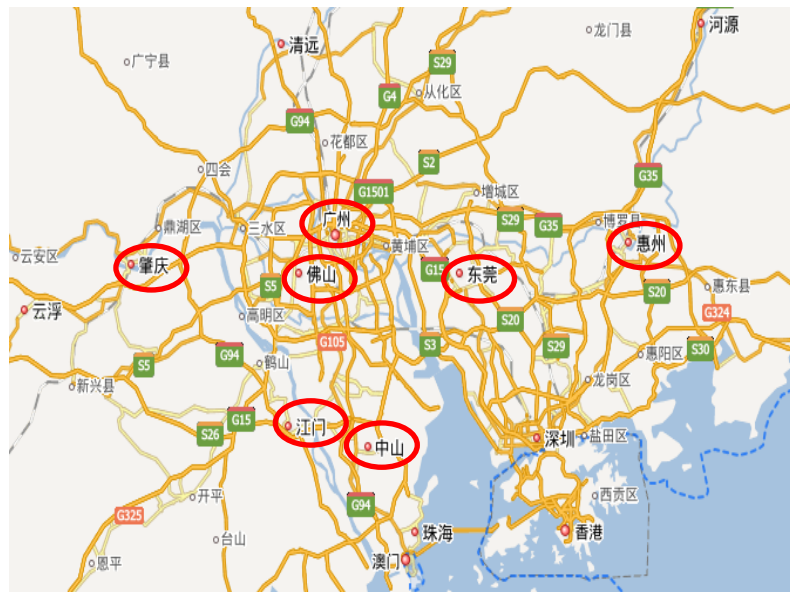 河源
龙门县
清远
广宁县
S29
从化区
G4
G94
花都区
S2
四会
G35
G1501
增城区
鼎湖区
三水区
广州
S29
G35
博罗县
黄埔区
惠州
云安区
肇庆
佛山
G15
东莞
S5
S20
惠东县
云浮
高明区
G324
S20
G105
S3
S29
S30
G94
鹤山
惠阳区
S5
新兴县
龙岗区
G15
江门
S26
中山
深圳
盐田区
开平
G94
西贡区
G325
台山
珠海
香港
恩平
澳门